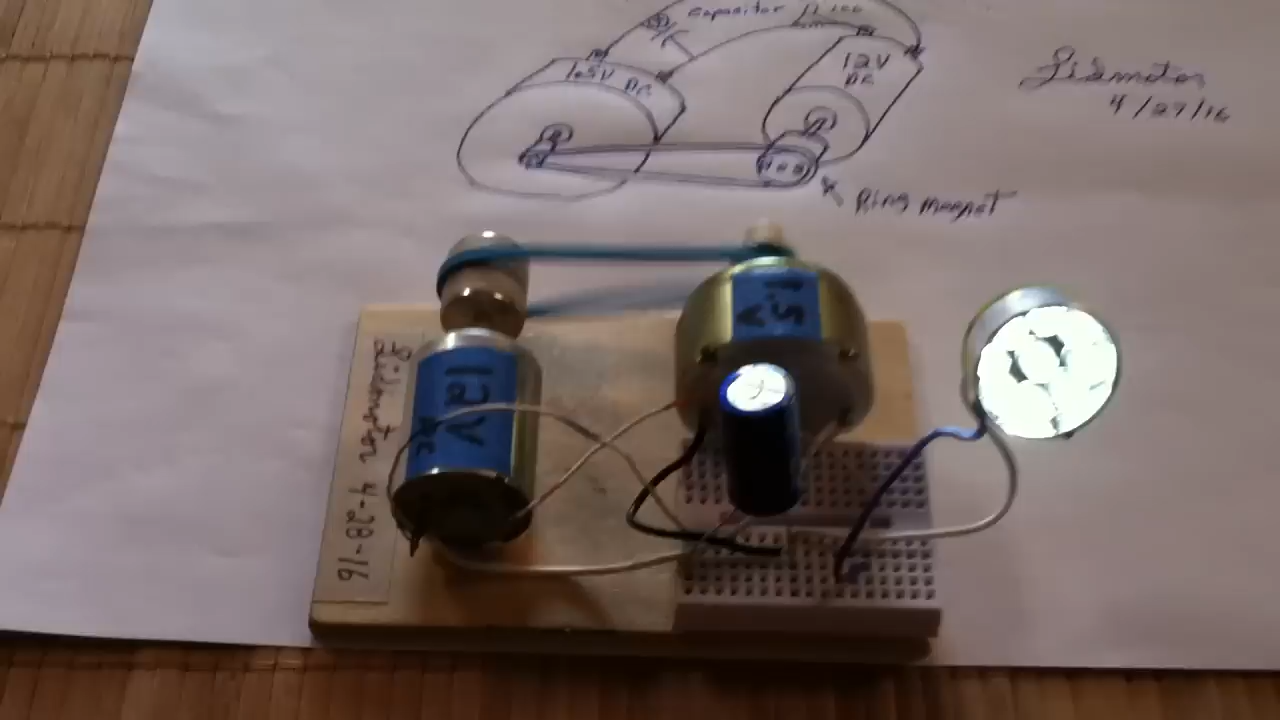 capacitor
1.5V
DC
12V
DC
Lidmotor
4/27/16
Ring magnet
1.5
V
12V
DC
Lidmotor 4-28-16